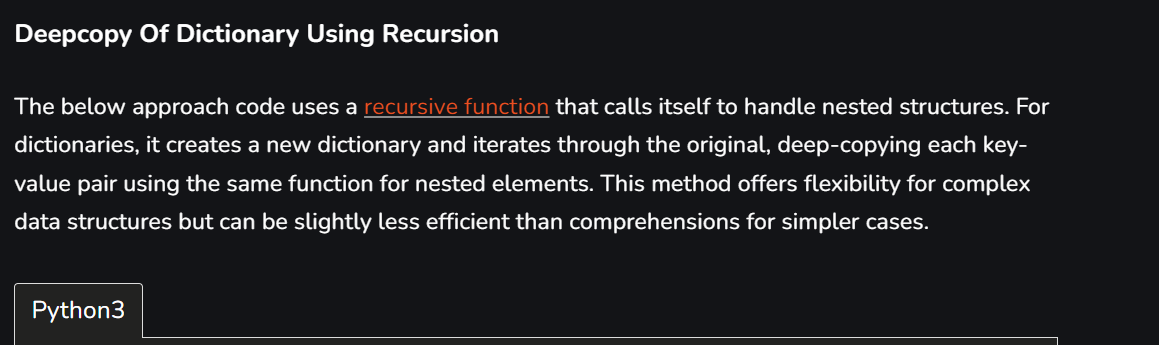 Deepcopy Of Dictionary Using Recursion
The below approach code uses a recursive function that calls itself to handle nested structures. For
dictionaries, it creates a new dictionary and iterates through the original, deep-copying each key-
value pair using the same function for nested elements. This method offers flexibility for complex
data structures but can be slightly less efficient than comprehensions for simpler cases.
Python3